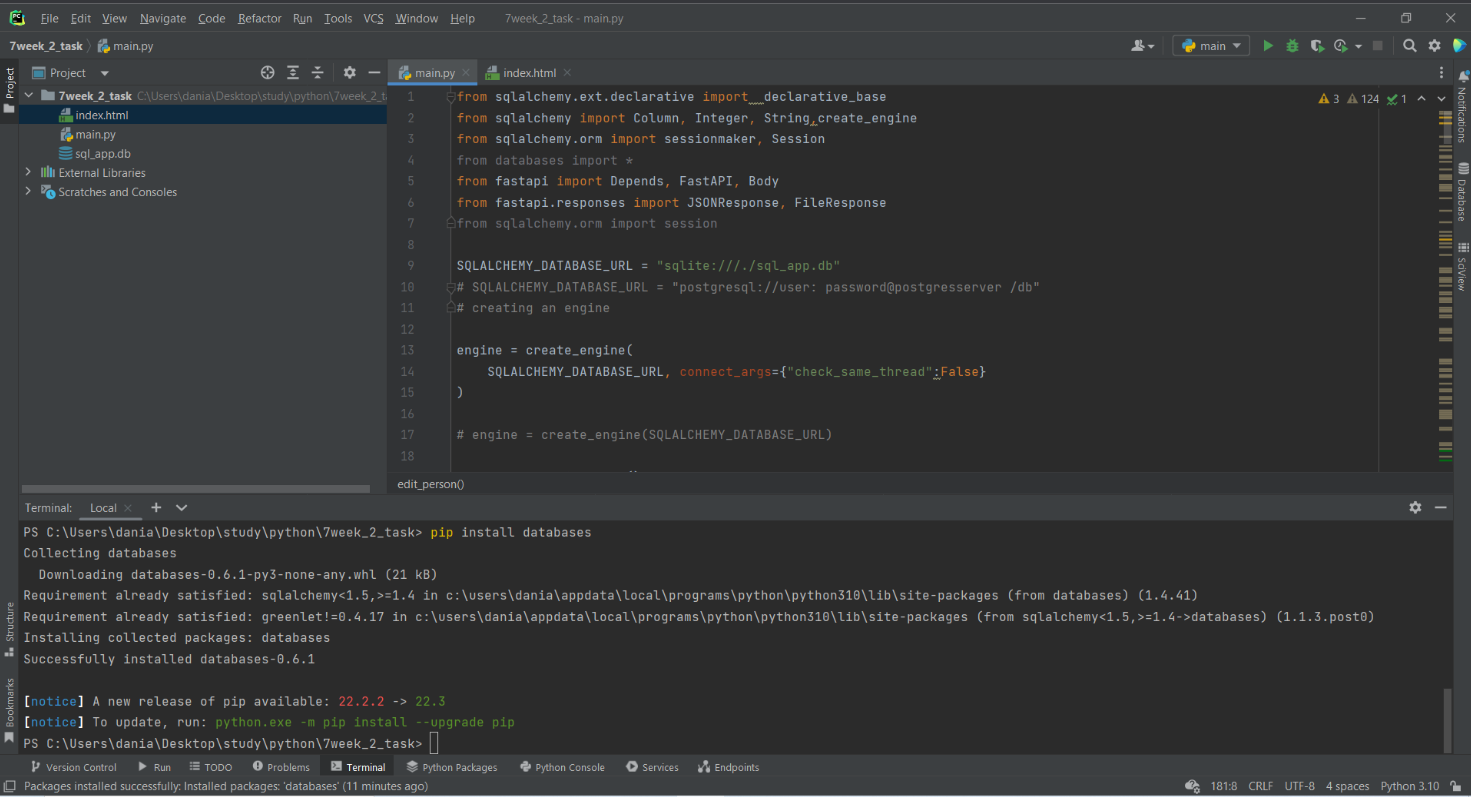 File Edit View Navigate Code Refactor Run Tools VCS Window Help 7week_2_task - main.py
7week_2_task main.py
main
Project
7week_2_task C:\Users\dania\Desktop\study\python\7week_2_t
index.html
main.py
sql_app.db
External Libraries
Scratches and Consoles
Project
Structure
Bookmarks
main.py index.html
3 124 1
1 from sqlalchemy.ext.declarative import  declarative_base
2 from sqlalchemy import Column, Integer, String,create_engine
3 from sqlalchemy.orm import sessionmaker, Session
4 from databases import *
5 from fastapi import Depends, FastAPI, Body
6 from fastapi.responses import JSONResponse, FileResponse
7 from sqlalchemy.orm import session
8
9 SQLALCHEMY_DATABASE_URL = "sqlite:///./sql_app.db"
10 # SQLALCHEMY_DATABASE_URL = "postgresql://user: password@postgresserver /db"
11 # creating an engine
12
13 engine = create_engine(
14 SQLALCHEMY_DATABASE_URL, connect_args={"check_same_thread":False}
15 )
16
17 # engine = create_engine(SQLALCHEMY_DATABASE_URL)
18
edit_person()
Notifications
Database
SciView
Terminal: Local
PS C:\Users\dania\Desktop\study\python\7week_2_task> pip install databases
Collecting databases
Downloading databases-0.6.1-py3-none-any.whl (21 kB)
Requirement already satisfied: sqlalchemy<1.5,>=1.4 in c:\users\dania\appdata\local\programs\python\python310\lib\site-packages (from databases) (1.4.41)
Requirement already satisfied: greenlet!=0.4.17 in c:\users\dania\appdata\local\programs\python\python310\lib\site-packages (from sqlalchemy<1.5,>=1.4->databases) (1.1.3.post0)
Installing collected packages: databases
Successfully installed databases-0.6.1
[notice] A new release of pip available: 22.2.2 -> 22.3
[notice] To update, run: python.exe -m pip install --upgrade pip
PS C:\Users\dania\Desktop\study\python\7week_2_task>
Version Control Run TODO Problems Terminal Python Packages Python Console Services Endpoints
Packages installed successfully: Installed packages: 'databases' (11 minutes ago) 181:8 CRLF UTF-8 4 spaces Python 3.10